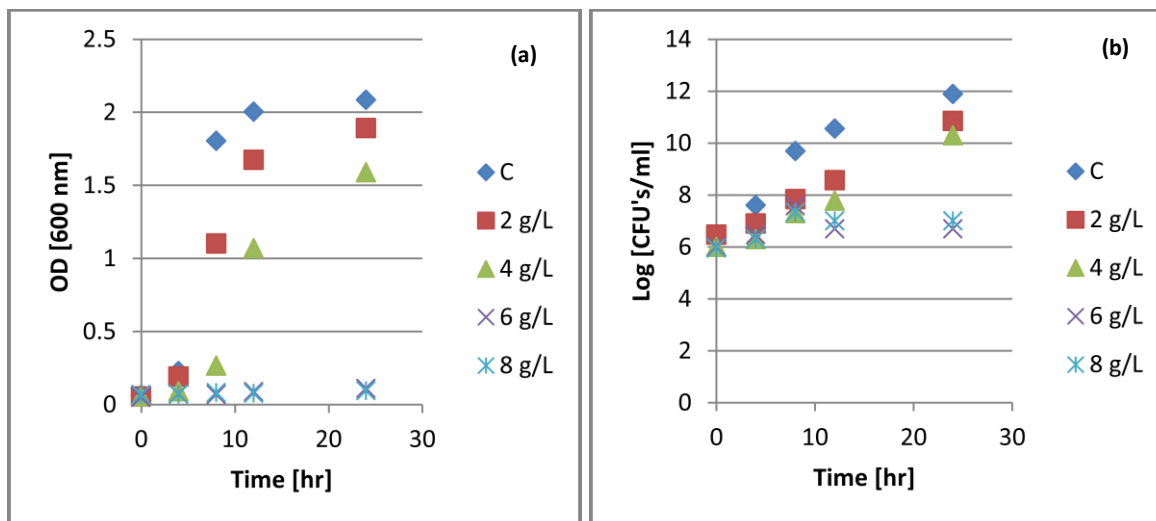 (a)
OD [600 nm]
2.5
2
1.5
1
0.5
0
0 10 20 30
Time [hr]
C
2 g/L
4 g/L
6 g/L
8 g/L
(b)
Log [CFU's/ml]
14
12
10
8
6
4
2
0
0 10 20 30
Time [hr]
C
2 g/L
4 g/L
6 g/L
8 g/L